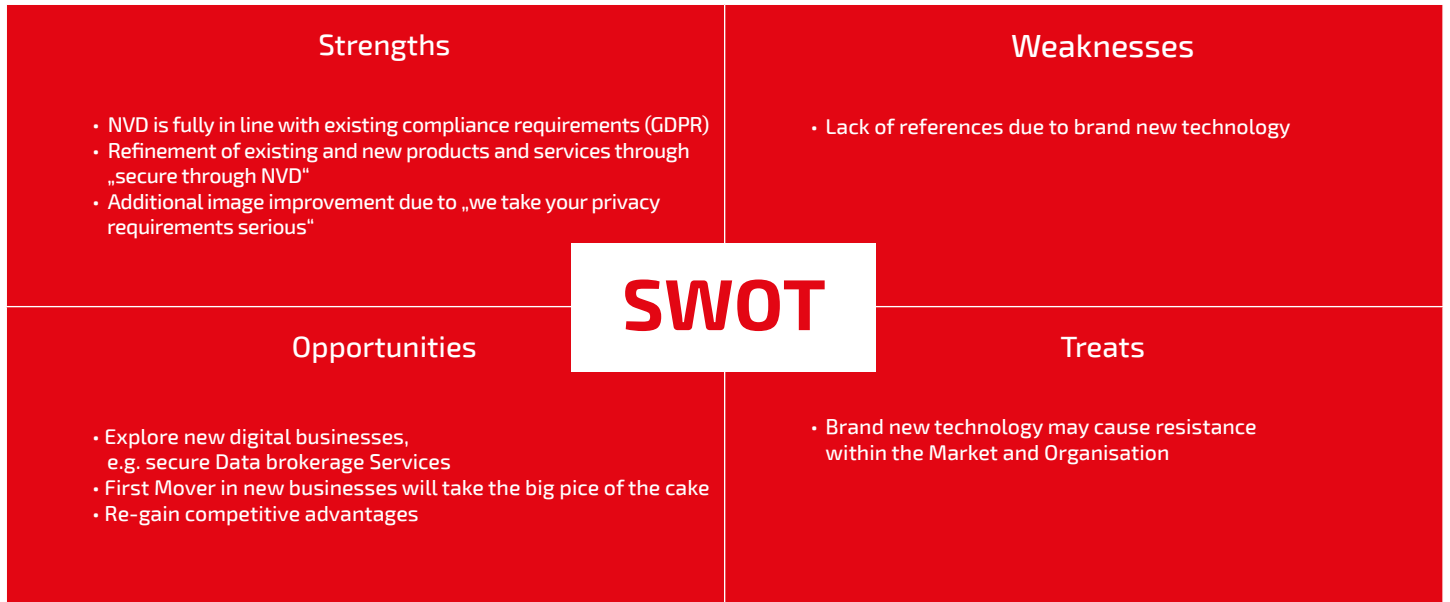 Strengths
• NVD is fully in line with existing compliance requirements (GDPR)
• Refinement of existing and new products and services through
„secure through NVD“
• Additional image improvement due to „we take your privacy
requirements serious“
Weaknesses
• Lack of references due to brand new technology
SWOT
Opportunities
• Explore new digital businesses,
e.g. secure Data brokerage Services
• First Mover in new businesses will take the big pice of the cake
• Re-gain competitive advantages
Treats
• Brand new technology may cause resistance
within the Market and Organisation